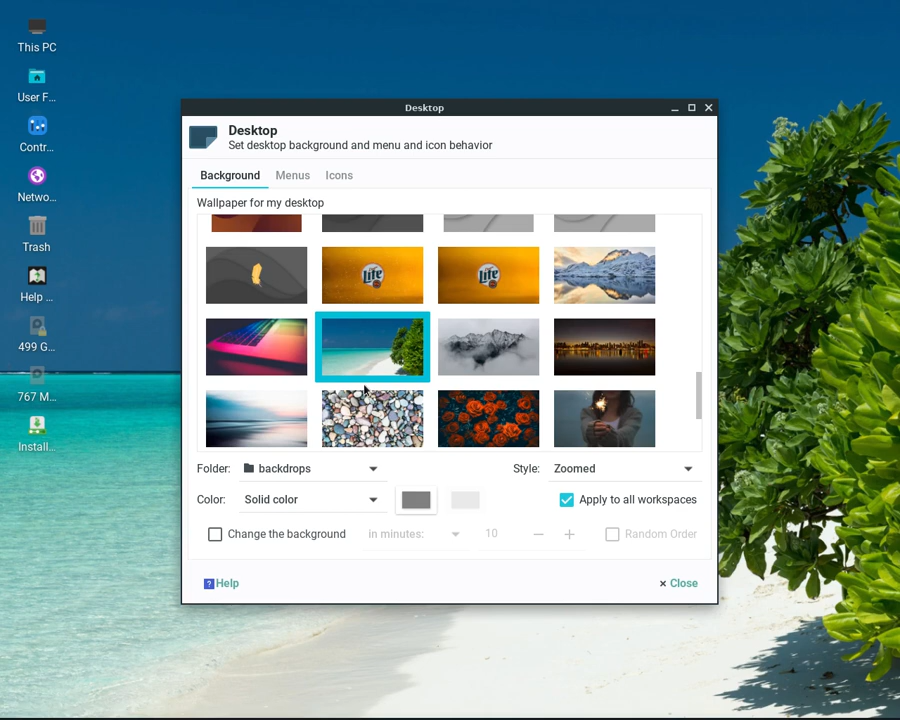 This PC
User F...
Contr...
Netwo...
Trash
Help ...
499 G...
767 M...
Install...
Desktop
Desktop
Set desktop background and menu and icon behavior
Background Menus Icons
Wallpaper for my desktop
Lite Lite
Folder: backdrops Style: Zoomed
Color: Solid color Apply to all workspaces
Change the background in minutes: 10 Random Order
? Help Close